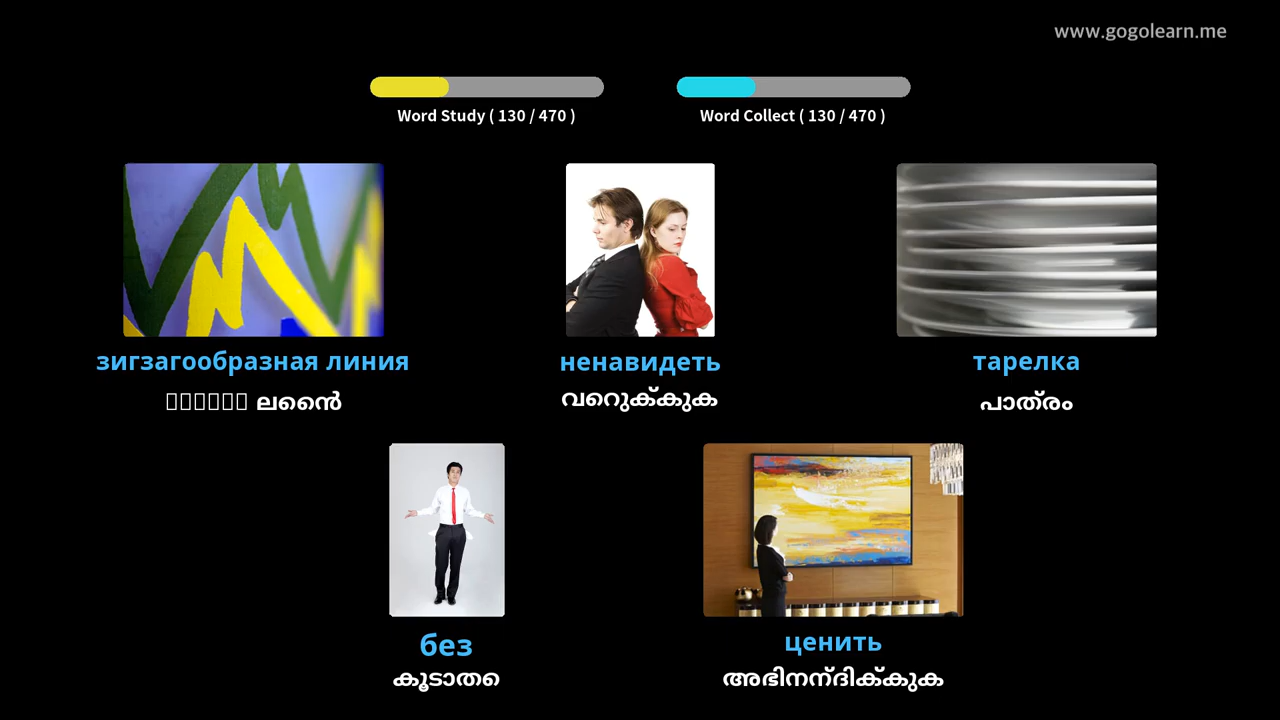 www.gogolearn.me
Word Study ( 130 / 470 )
Word Collect ( 130 / 470 )
зигзагообразная линия
ненавидеть
тарелка
ലൈൻ
വെറുക്കുക
പാത്രം
без
ценить
കൂടാതെ
അഭിനന്ദിക്കുക